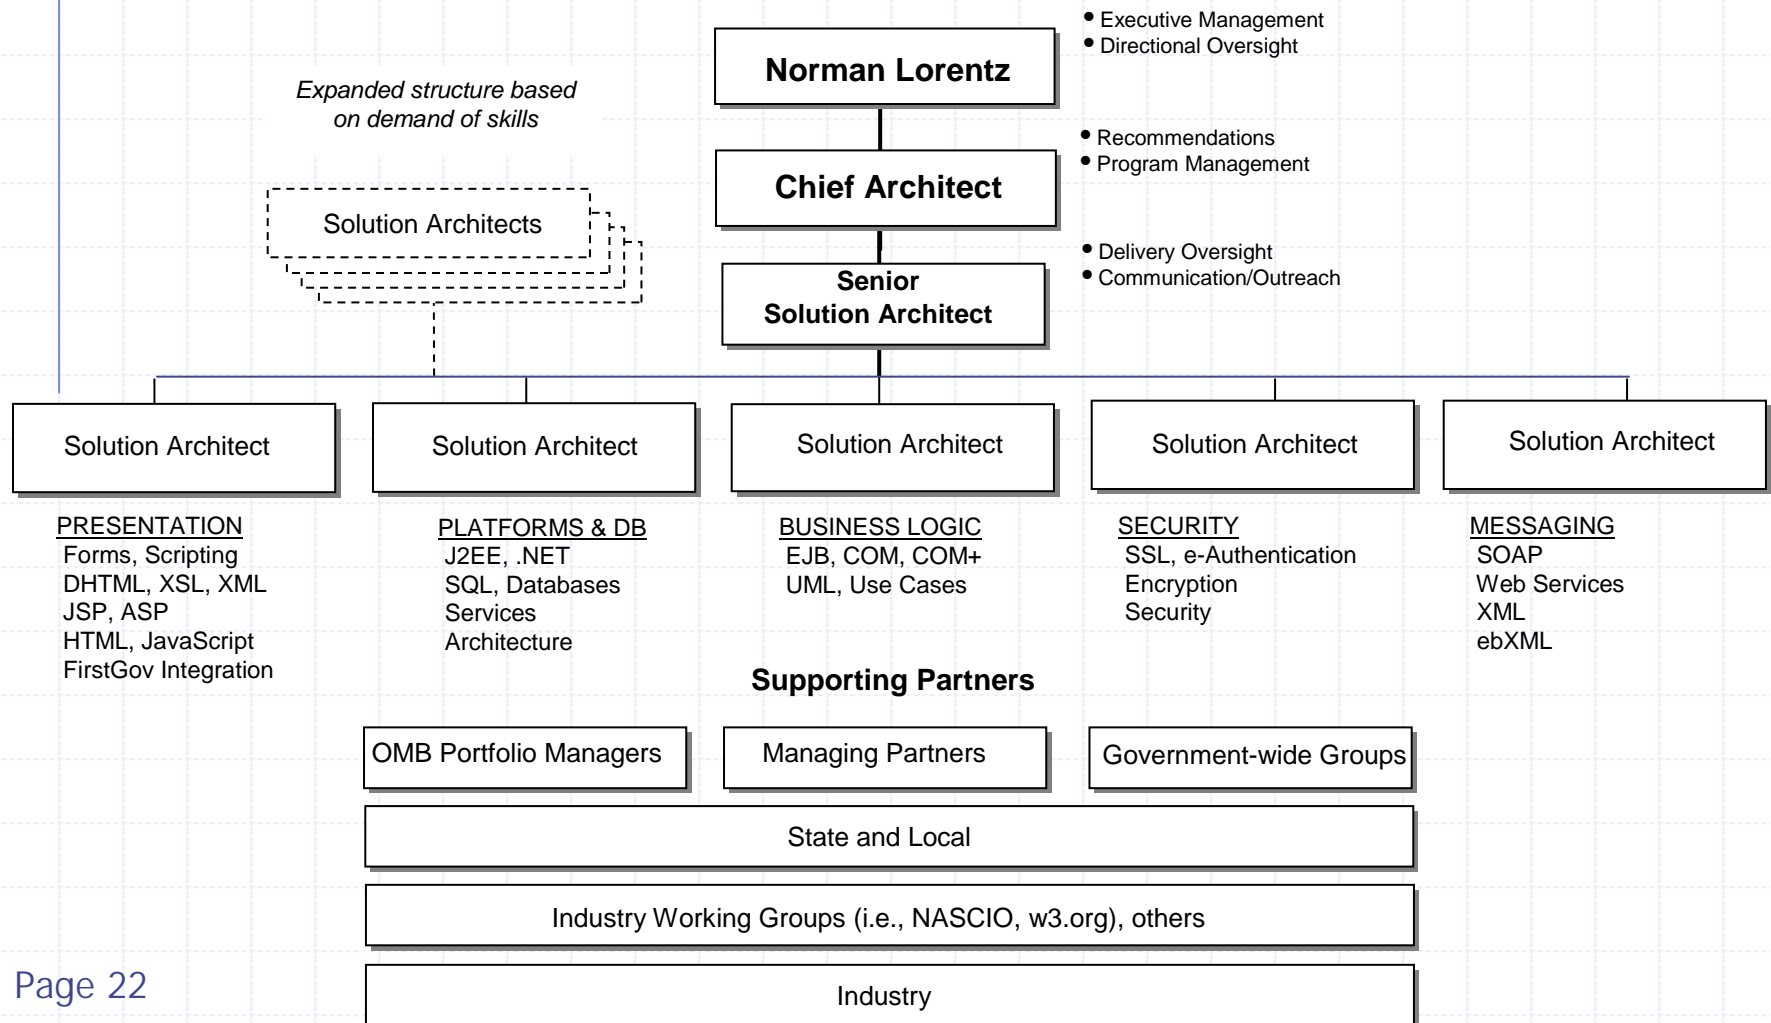 • Executive Management
• Directional Oversight
Norman Lorentz
Expanded structure based
on demand of skills
• Recommendations
• Program Management
Chief Architect
Solution Architects
• Delivery Oversight
• Communication/Outreach
Senior
Solution Architect
Solution Architect
Solution Architect
Solution Architect
Solution Architect
Solution Architect
PRESENTATION
Forms, Scripting
DHTML, XSL, XML
JSP, ASP
HTML, JavaScript
FirstGov Integration
PLATFORMS & DB
J2EE, .NET
SQL, Databases
Services
Architecture
BUSINESS LOGIC
EJB, COM, COM+
UML, Use Cases
SECURITY
SSL, e-Authentication
Encryption
Security
MESSAGING
SOAP
Web Services
XML
ebXML
Supporting Partners
OMB Portfolio Managers
Managing Partners
Government-wide Groups
State and Local
Industry Working Groups (i.e., NASCIO, w3.org), others
Industry
Page 22